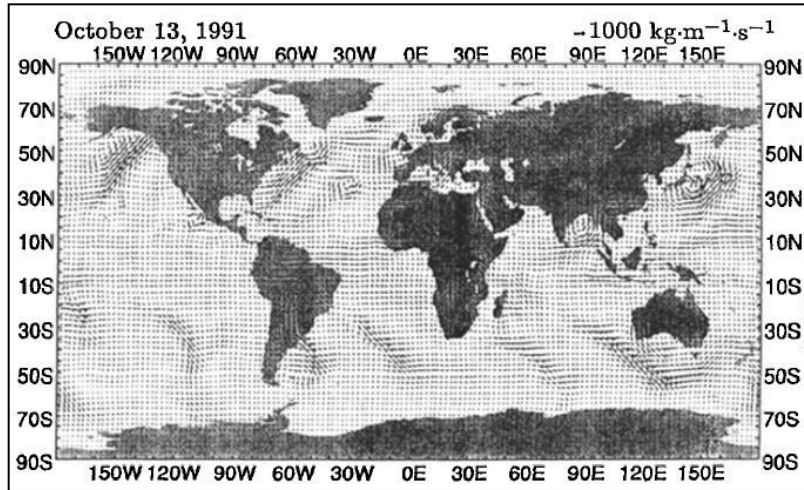 October 13, 1991 →1000 kg·m⁻¹·s⁻¹
150W 120W 90W 60W 30W 0E 30E 60E 90E 120E 150E
90N 90N
70N 70N
50N 50N
30N 30N
10N 10N
10S 10S
30S 30S
50S 50S
70S 70S
90S 90S
150W 120W 90W 60W 30W 0E 30E 60E 90E 120E 150E